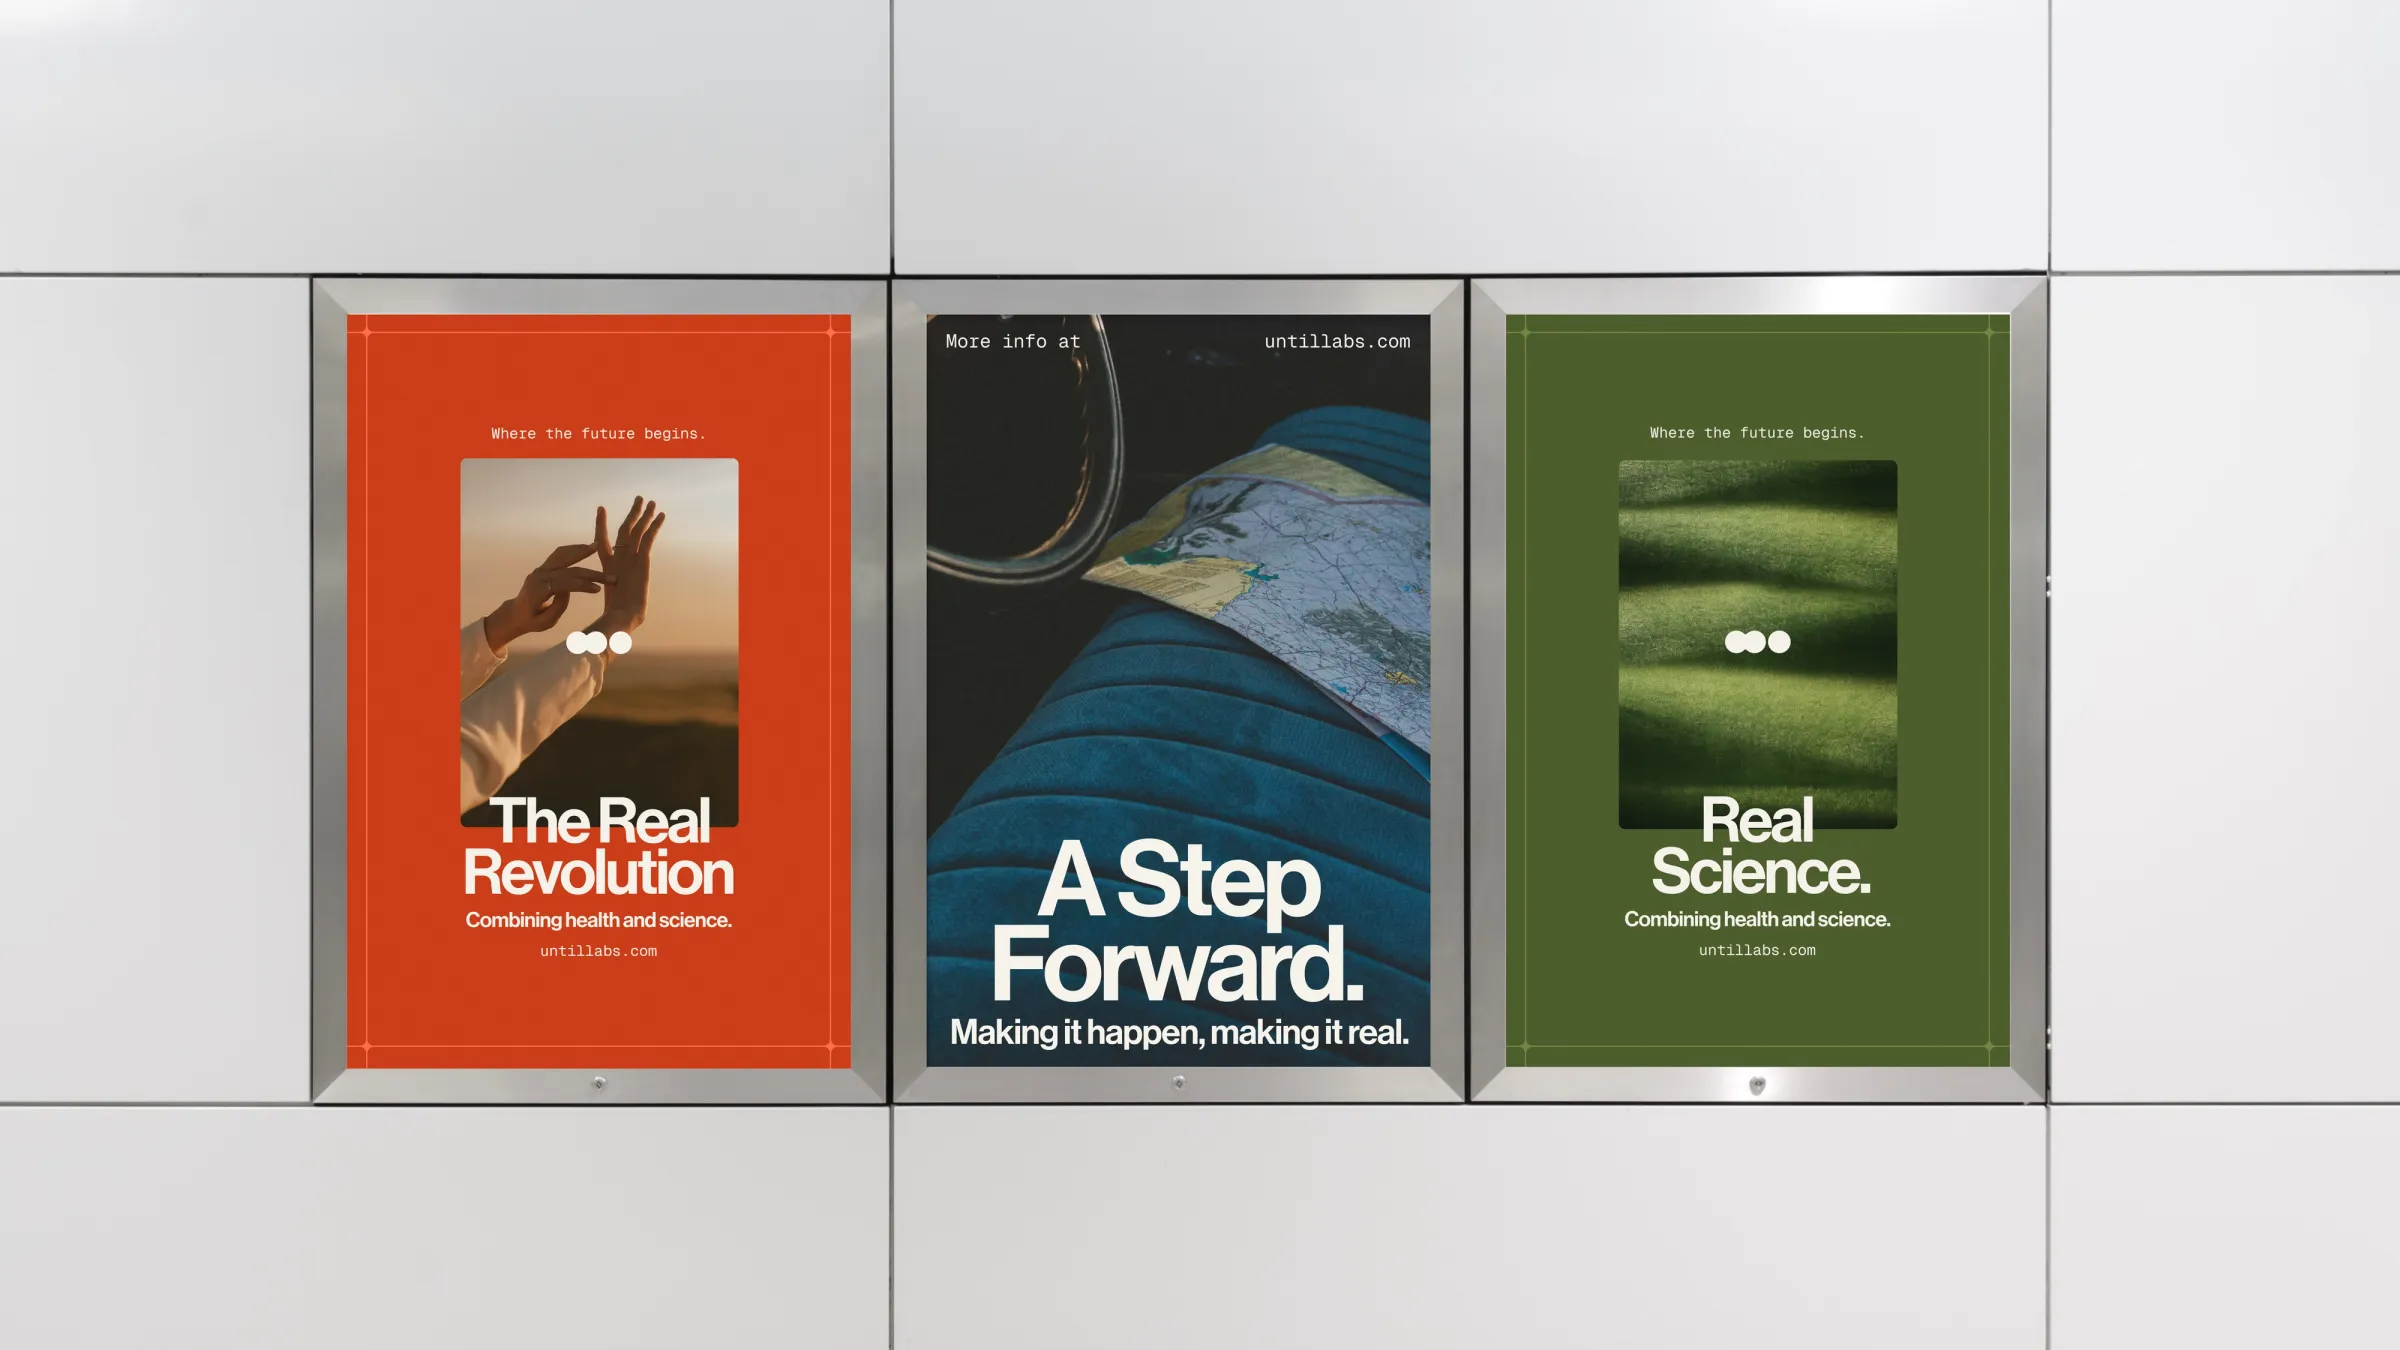 Where the future begins.
The Real
Revolution
Combining health and science.
untillabs.com
More info at
untillabs.com
A Step
Forward.
Making it happen, making it real.
Where the future begins.
Real
Science.
Combining health and science.
untillabs.com